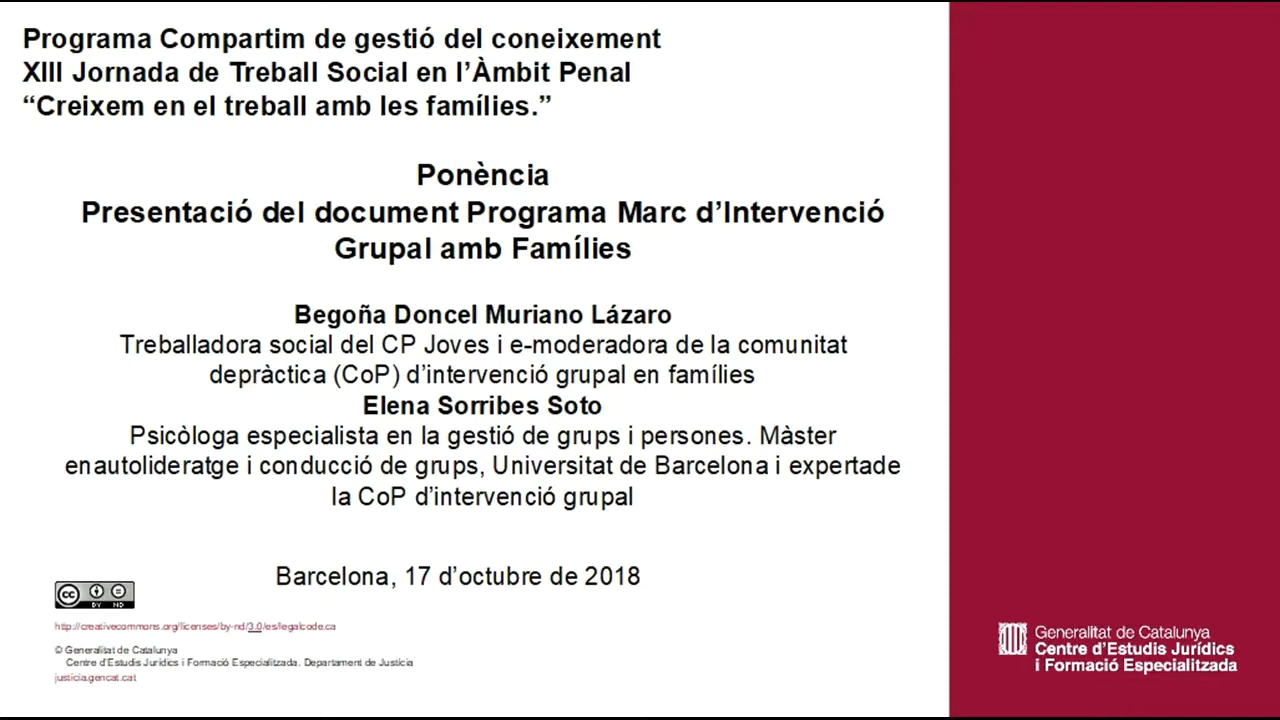 Programa Compartim de gestió del coneixement
XIII Jornada de Treball Social en l’Àmbit Penal
“Creixem en el treball amb les famílies.”
Ponència
Presentació del document Programa Marc d’Intervenció
Grupal amb Famílies
Begoña Doncel Muriano Lázaro
Treballadora social del CP Joves i e-moderadora de la comunitat
depràctica (CoP) d’intervenció grupal en famílies
Elena Sorribes Soto
Psicòloga especialista en la gestió de grups i persones. Màster
enautolideratge i conducció de grups, Universitat de Barcelona i expertade
la CoP d’intervenció grupal
Barcelona, 17 d’octubre de 2018
cc BY ND
http://creativecommons.org/licenses/by-nd/3.0/es/legalcode.ca
© Generalitat de Catalunya
Centre d’Estudis Jurídics i Formació Especialitzada. Departament de Justícia
justicia.gencat.cat
Generalitat de Catalunya
Centre d’Estudis Jurídics
i Formació Especialitzada